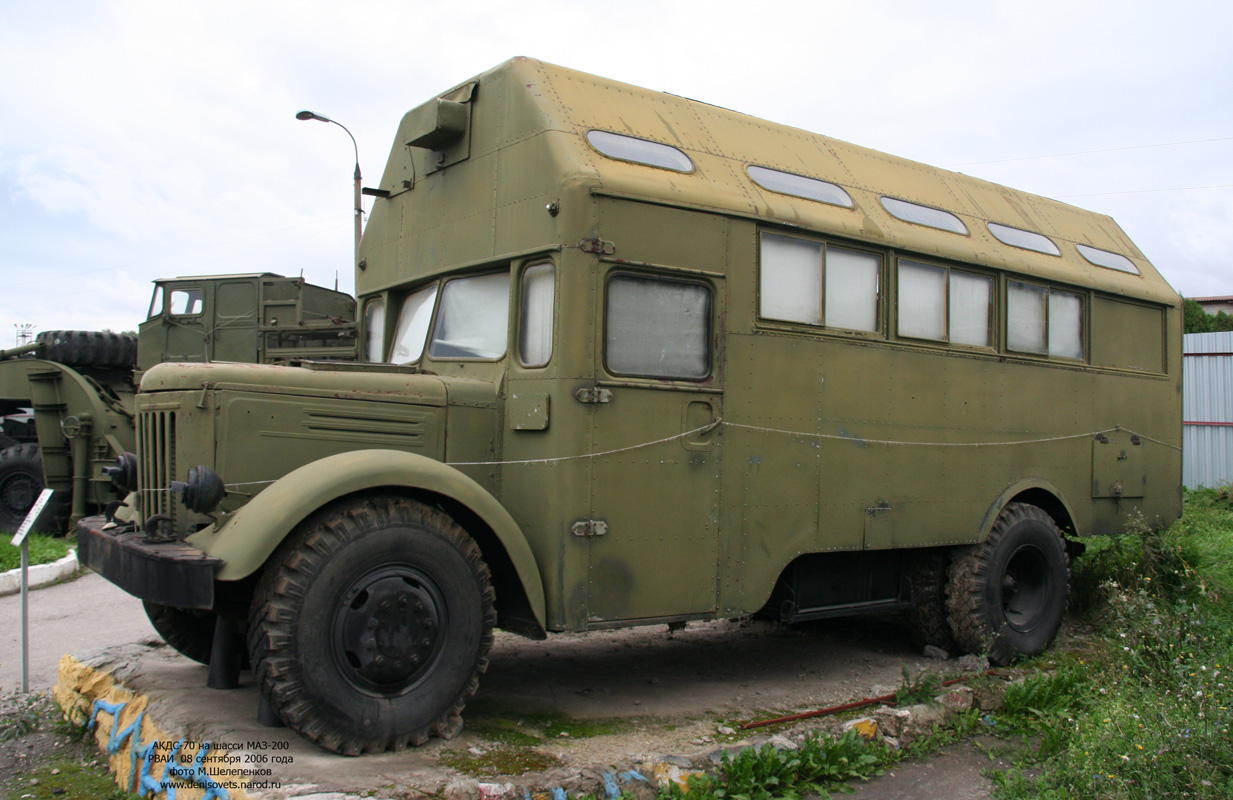 АКДС-70 на шасси МАЗ-200
РВАИ  08 сентября 2006 года
фото М.Шелепенков
www.denisovets.narod.ru